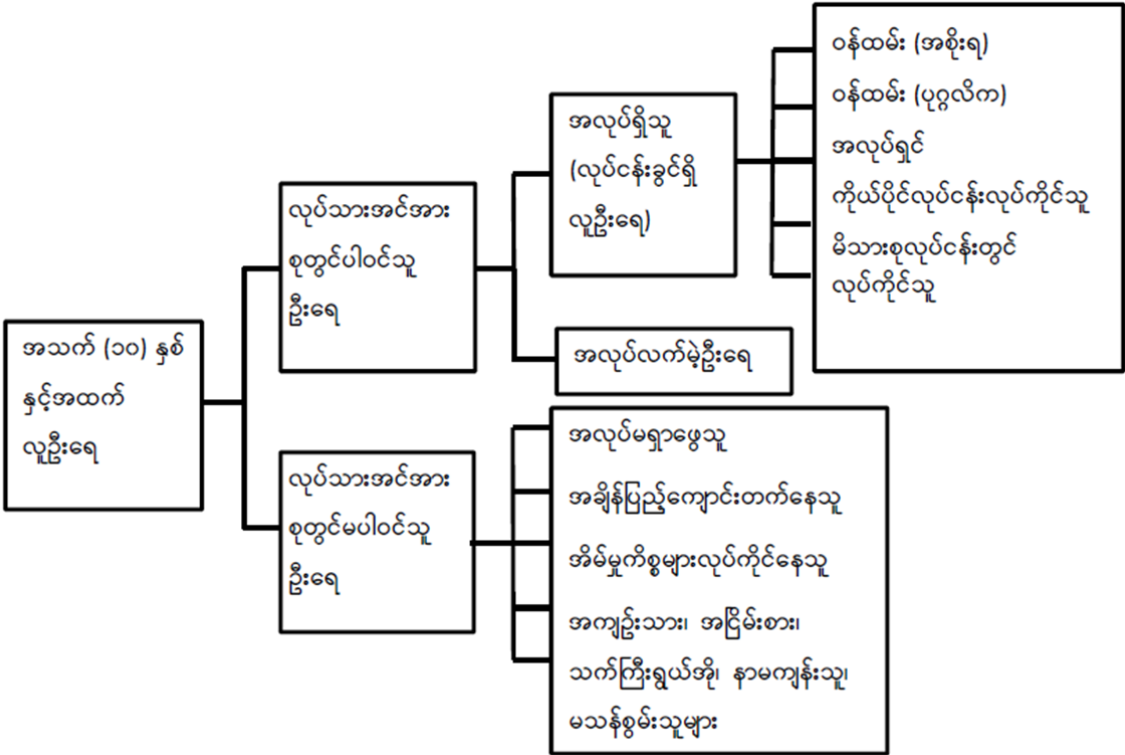 အသက် (၁၀) နှစ်
နှင့်အထက်
လူဦးရေ
လုပ်သားအင်အား
စုတွင်ပါဝင်သူ
ဦးရေ
လုပ်သားအင်အား
စုတွင်မပါဝင်သူ
ဦးရေ
အလုပ်ရှိသူ
(လုပ်ငန်းခွင်ရှိ
လူဦးရေ)
အလုပ်လက်မဲ့ဦးရေ
ဝန်ထမ်း (အစိုးရ)
ဝန်ထမ်း (ပုဂ္ဂလိက)
အလုပ်ရှင်
ကိုယ်ပိုင်လုပ်ငန်းလုပ်ကိုင်သူ
မိသားစုလုပ်ငန်းတွင်
လုပ်ကိုင်သူ
အလုပ်မရှာဖွေသူ
အချိန်ပြည့်ကျောင်းတက်နေသူ
အိမ်မှုကိစ္စများလုပ်ကိုင်နေသူ
အကျဉ်းသား၊ အငြိမ်းစား၊
သက်ကြီးရွယ်အို၊ နာမကျန်းသူ၊
မသန်စွမ်းသူများ